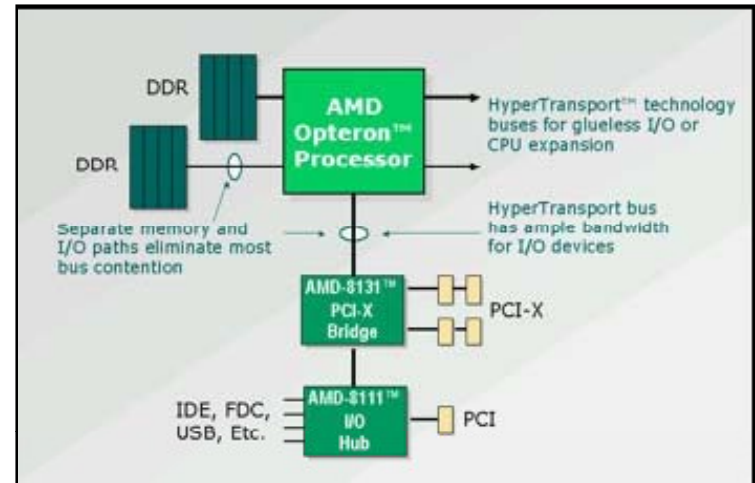 DDR
DDR
AMD
Opteron™
Processor
HyperTransport™ technology
buses for glueless I/O or
CPU expansion
Separate memory and
I/O paths eliminate most
bus contention
HyperTransport bus
has ample bandwidth
for I/O devices
AMD-8131™
PCI-X
Bridge
PCI-X
IDE, FDC,
USB, Etc.
AMD-8111™
I/O
Hub
PCI